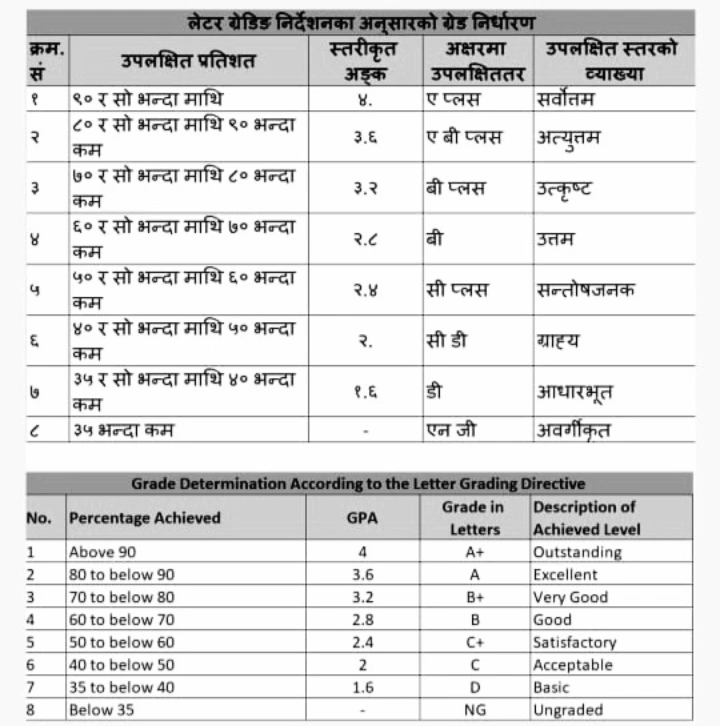 लेटर ग्रेडिङ निर्देशनका अनुसारको ग्रेड निर्धारण
क्रम. सं उपलक्षित प्रतिशत स्तरीकृत अङ्क अक्षरमा उपलक्षिततर उपलक्षित स्तरको व्याख्या
१ ९० र सो भन्दा माथि ४. ए प्लस सर्वोत्तम
२ ८० र सो भन्दा माथि ९० भन्दा कम ३.६ ए बी प्लस अत्युत्तम
३ ७० र सो भन्दा माथि ८० भन्दा कम ३.२ बी प्लस उत्कृष्ट
४ ६० र सो भन्दा माथि ७० भन्दा कम २.८ बी उत्तम
५ ५० र सो भन्दा माथि ६० भन्दा कम २.४ सी प्लस सन्तोषजनक
६ ४० र सो भन्दा माथि ५० भन्दा कम २. सी डी ग्राह्य
७ ३५ र सो भन्दा माथि ४० भन्दा कम १.६ डी आधारभूत
८ ३५ भन्दा कम - एन जी अवर्गीकृत
Grade Determination According to the Letter Grading Directive
No. Percentage Achieved GPA Grade in Letters Description of Achieved Level
1 Above 90 4 A+ Outstanding
2 80 to below 90 3.6 A Excellent
3 70 to below 80 3.2 B+ Very Good
4 60 to below 70 2.8 B Good
5 50 to below 60 2.4 C+ Satisfactory
6 40 to below 50 2 C Acceptable
7 35 to below 40 1.6 D Basic
8 Below 35 - NG Ungraded